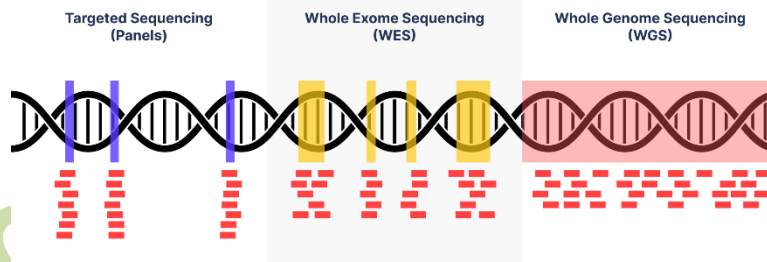 Targeted Sequencing
(Panels)
Whole Exome Sequencing
(WES)
Whole Genome Sequencing
(WGS)